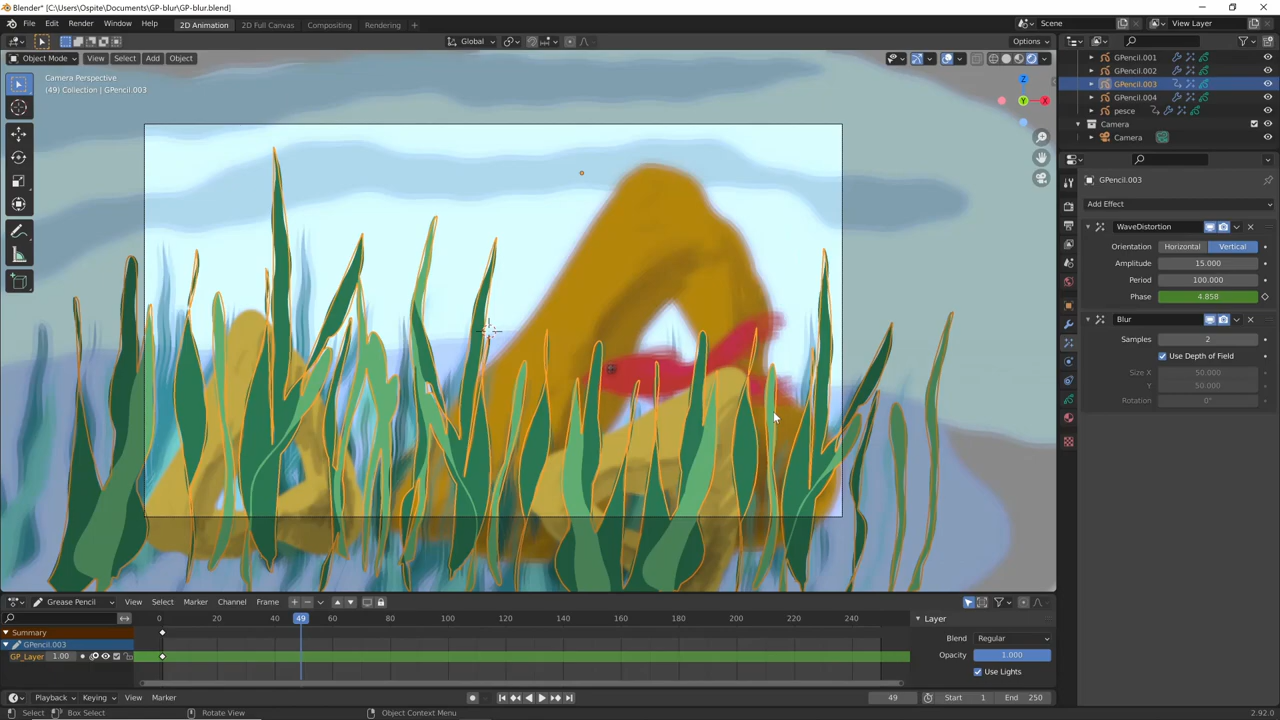 Blender* [C:\Users\Ospite\Documents\GP-blur\GP-blur.blend]
File Edit Render Window Help 2D Animation 2D Full Canvas Compositing Rendering + Scene View Layer
Global Options
Object Mode View Select Add Object
Camera Perspective
(49) Collection | GPencil.003
Z
Y
X
GPencil.001
GPencil.002
GPencil.003
GPencil.004
pesce
Camera
Camera
GPencil.003
Add Effect
WaveDistortion
Orientation Horizontal Vertical
Amplitude 15.000
Period 100.000
Phase 4.858
Blur
Samples 2
Use Depth of Field
Size X 50.000
Y 50.000
Rotation 0°
Grease Pencil View Select Marker Channel Frame
0 20 40 49 60 80 100 120 140 160 180 200 220 240
Summary
GPencil.003
GP_Layer 1.00
Layer
Blend Regular
Opacity 1.000
Use Lights
Playback Keying View Marker 49 Start 1 End 250
Select Box Select Rotate View Object Context Menu 2.92.0